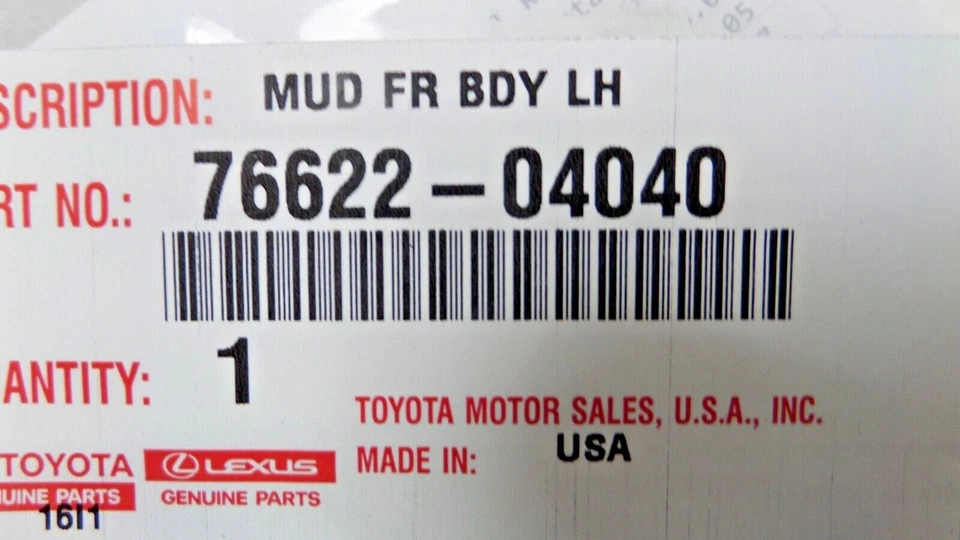 SCRIPTION: MUD FR BDY LH
RT NO.: 76622-04040
ANTITY: 1
TOYOTA MOTOR SALES, U.S.A., INC.
MADE IN: USA
TOYOTA LEXUS
UINE PARTS GENUINE PARTS
16I1